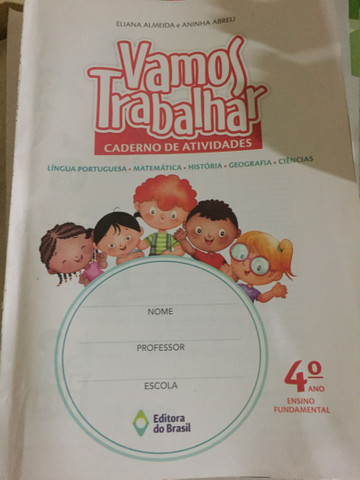 ELIANA ALMEIDA e ANINHA ABREU
Vamos
Trabalhar
CADERNO DE ATIVIDADES
LÍNGUA PORTUGUESA • MATEMÁTICA • HISTÓRIA • GEOGRAFIA • CIÊNCIAS
NOME
PROFESSOR
ESCOLA
Editora
do Brasil
4º
ANO
ENSINO
FUNDAMENTAL